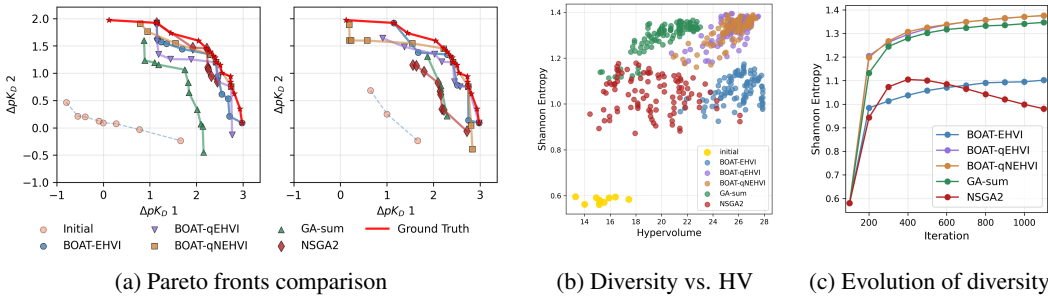 2.0
1.5
1.0
0.5
0.0
−0.5
−1.0
ΔpK_D 2
0 1 2 3
ΔpK_D 1
0 1 2 3
ΔpK_D 1
Initial
BOAT-EHVI
BOAT-qEHVI
BOAT-qNEHVI
GA-sum
NSGA2
Ground Truth
(a) Pareto fronts comparison
1.4
1.2
1.0
0.8
0.6
Shannon Entropy
initial
BOAT-EHVI
BOAT-qEHVI
BOAT-qNEHVI
GA-sum
NSGA2
14 16 18 20 22 24 26 28
Hypervolume
(b) Diversity vs. HV
1.4
1.3
1.2
1.1
1.0
0.9
0.8
0.7
0.6
Shannon Entropy
BOAT-EHVI
BOAT-qEHVI
BOAT-qNEHVI
GA-sum
NSGA2
200 400 600 800 1000
Iteration
(c) Evolution of diversity